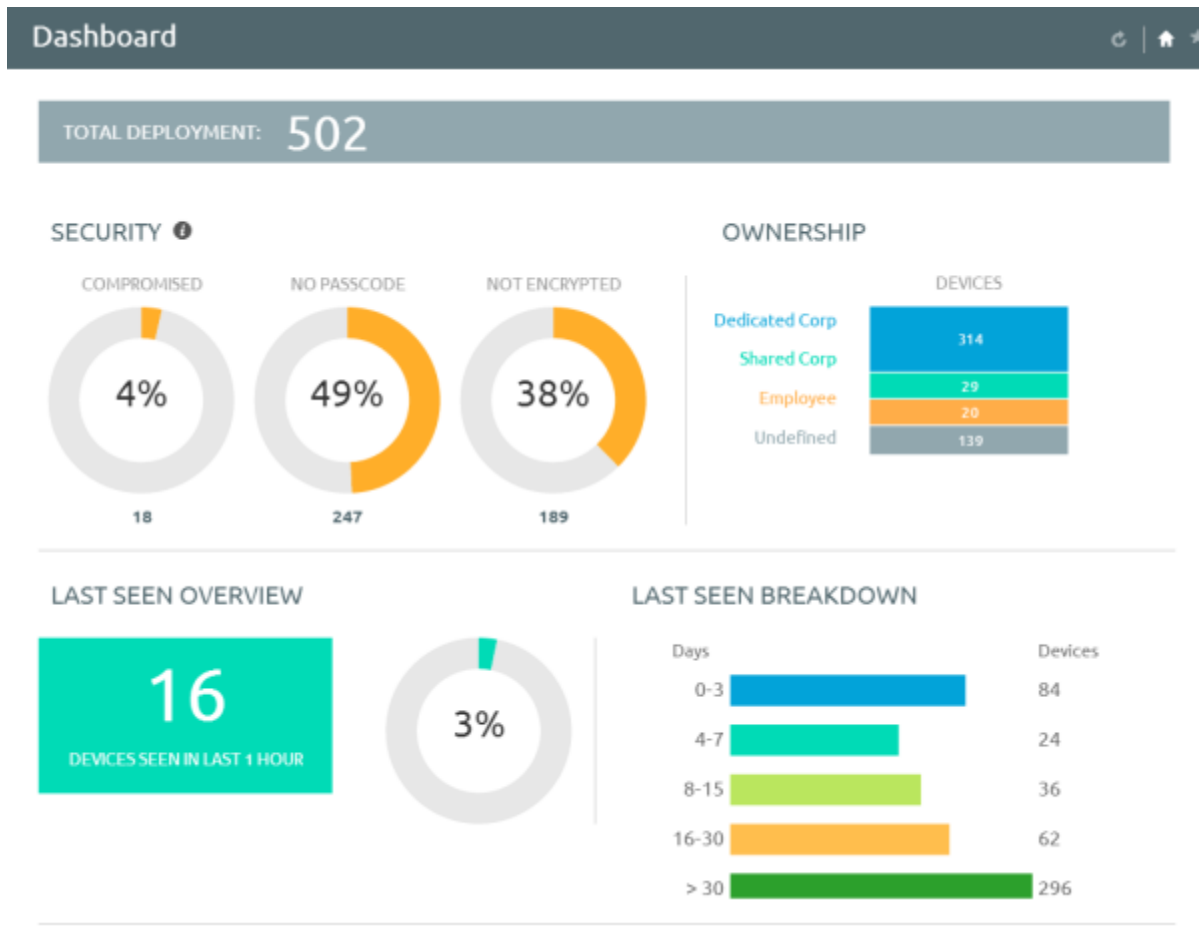 Dashboard
TOTAL DEPLOYMENT: 502
SECURITY
COMPROMISED NO PASSCODE NOT ENCRYPTED
4% 49% 38%
18 247 189
OWNERSHIP
DEVICES
Dedicated Corp 314
Shared Corp 29
Employee 20
Undefined 139
LAST SEEN OVERVIEW
16
DEVICES SEEN IN LAST 1 HOUR
3%
LAST SEEN BREAKDOWN
Days Devices
0-3 84
4-7 24
8-15 36
16-30 62
> 30 296